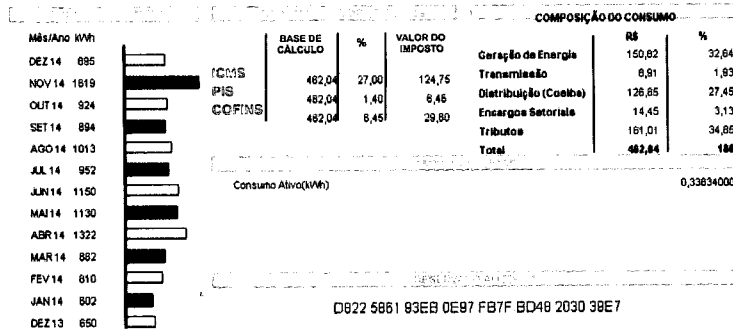 COMPOSIÇÃO DO CONSUMO
Mês/Ano kWh
DEZ 14 695
NOV 14 1619
OUT 14 924
SET 14 894
AGO 14 1013
JUL 14 952
JUN 14 1150
MAI 14 1130
ABR 14 1322
MAR 14 882
FEV 14 810
JAN 14 602
DEZ 13 650
BASE DE CÁLCULO % VALOR DO IMPOSTO
ICMS 462,04 27,00 124,75
PIS 462,04 1,40 6,46
COFINS 462,04 6,45 29,80
R$ %
Geração de Energia 150,82 32,64
Transmissão 8,91 1,93
Distribuição (Coelba) 126,85 27,45
Encargos Setoriais 14,45 3,13
Tributos 161,01 34,85
Total
Consumo Ativo(kWh) 0,33834000
D822 5861 93EB 0E97 FB7F BD48 2030 39E7